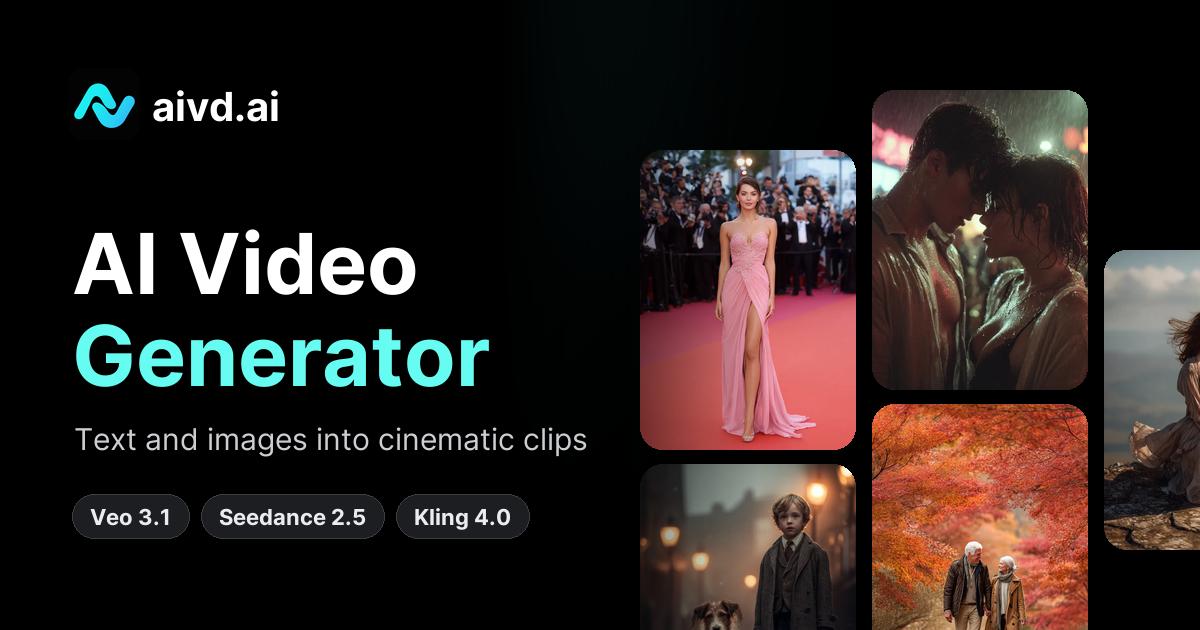 aivd.ai
AI Video
Generator
Text and images into cinematic clips
Veo 3.1
Seedance 2.5
Kling 4.0